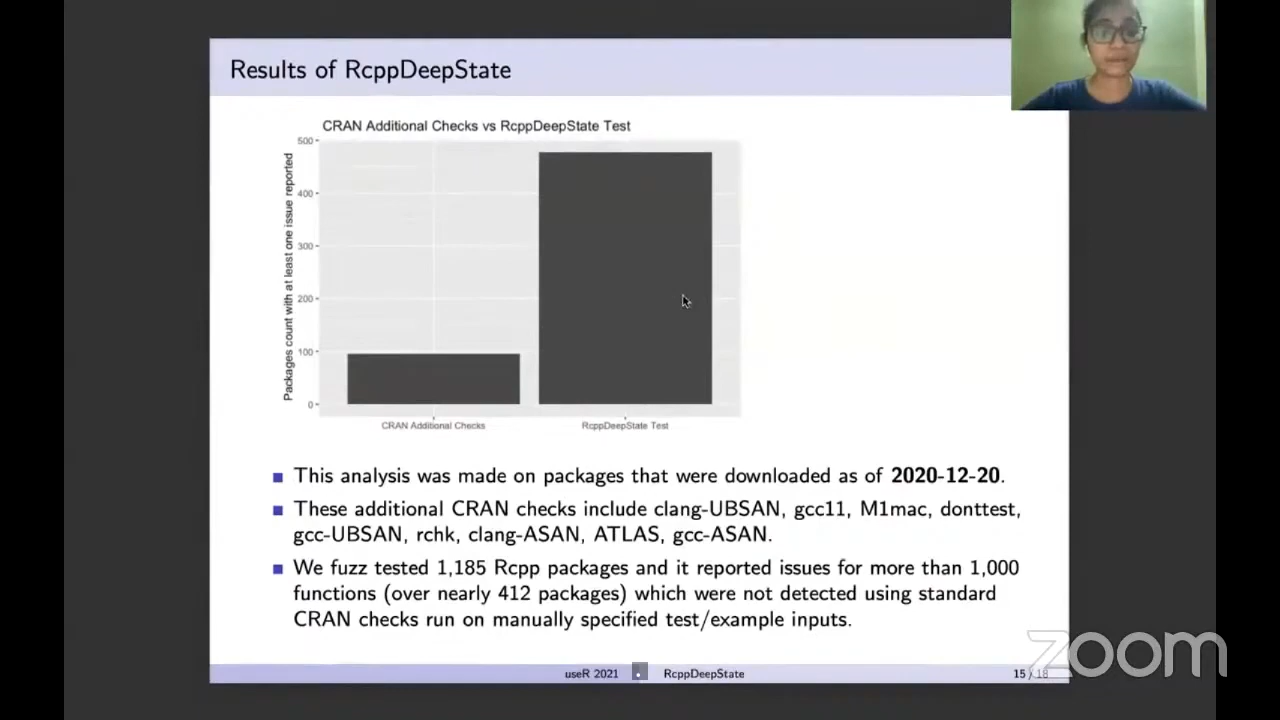 Results of RcppDeepState
CRAN Additional Checks vs RcppDeepState Test
Packages count with at least one issue reported
500
400
300
200
100
0
CRAN Additional Checks
RcppDeepState Test
This analysis was made on packages that were downloaded as of 2020-12-20.
These additional CRAN checks include clang-UBSAN, gcc11, M1mac, donttest,
gcc-UBSAN, rchk, clang-ASAN, ATLAS, gcc-ASAN.
We fuzz tested 1,185 Rcpp packages and it reported issues for more than 1,000
functions (over nearly 412 packages) which were not detected using standard
CRAN checks run on manually specified test/example inputs.
useR 2021
RcppDeepState
15 / 18
zoom